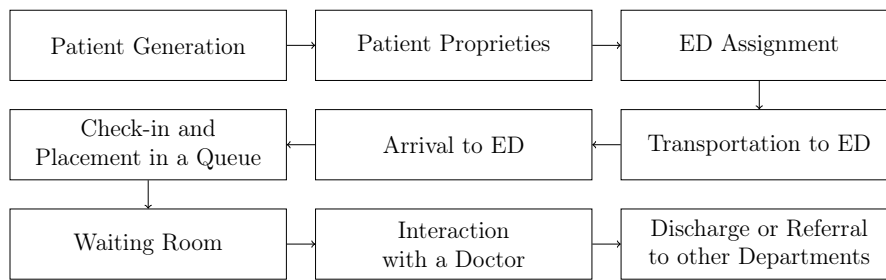 Patient Generation
Patient Proprieties
ED Assignment
Check-in and
Placement in a Queue
Arrival to ED
Transportation to ED
Waiting Room
Interaction
with a Doctor
Discharge or Referral
to other Departments